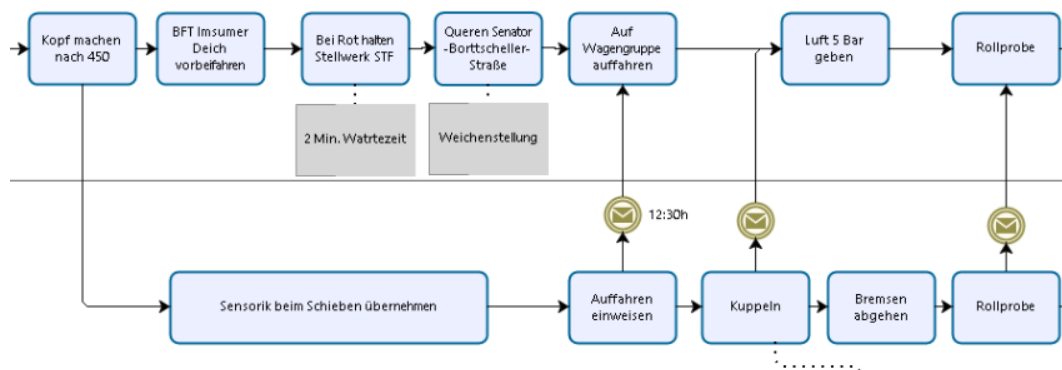 Kopf machen
nach 450
BFT Imsumer
Deich
vorbeifahren
Bei Rot halten
Stellwerk STF
Queren Senator
-Borttscheller-
Straße
Auf
Wagengruppe
auffahren
Luft 5 Bar
geben
Rollprobe
2 Min. Watrtezeit
Weichenstellung
12:30h
Sensorik beim Schieben übernehmen
Auffahren
einweisen
Kuppeln
Bremsen
abgehen
Rollprobe